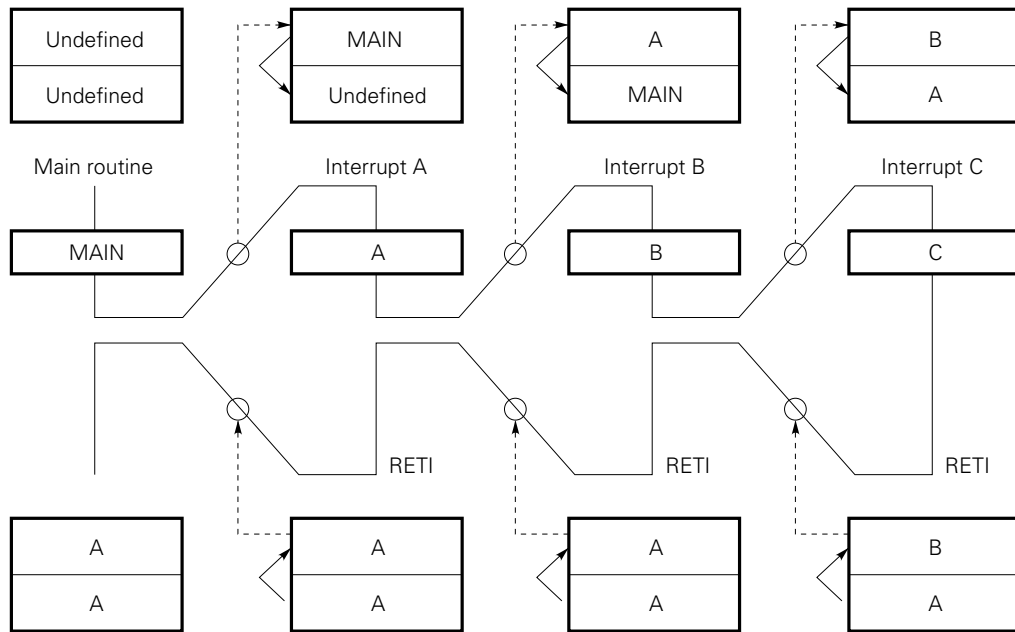 Undefined
Undefined
MAIN
Undefined
A
MAIN
B
A
Main routine
Interrupt A
Interrupt B
Interrupt C
MAIN
A
B
C
RETI
RETI
RETI
A
A
A
A
A
A
B
A